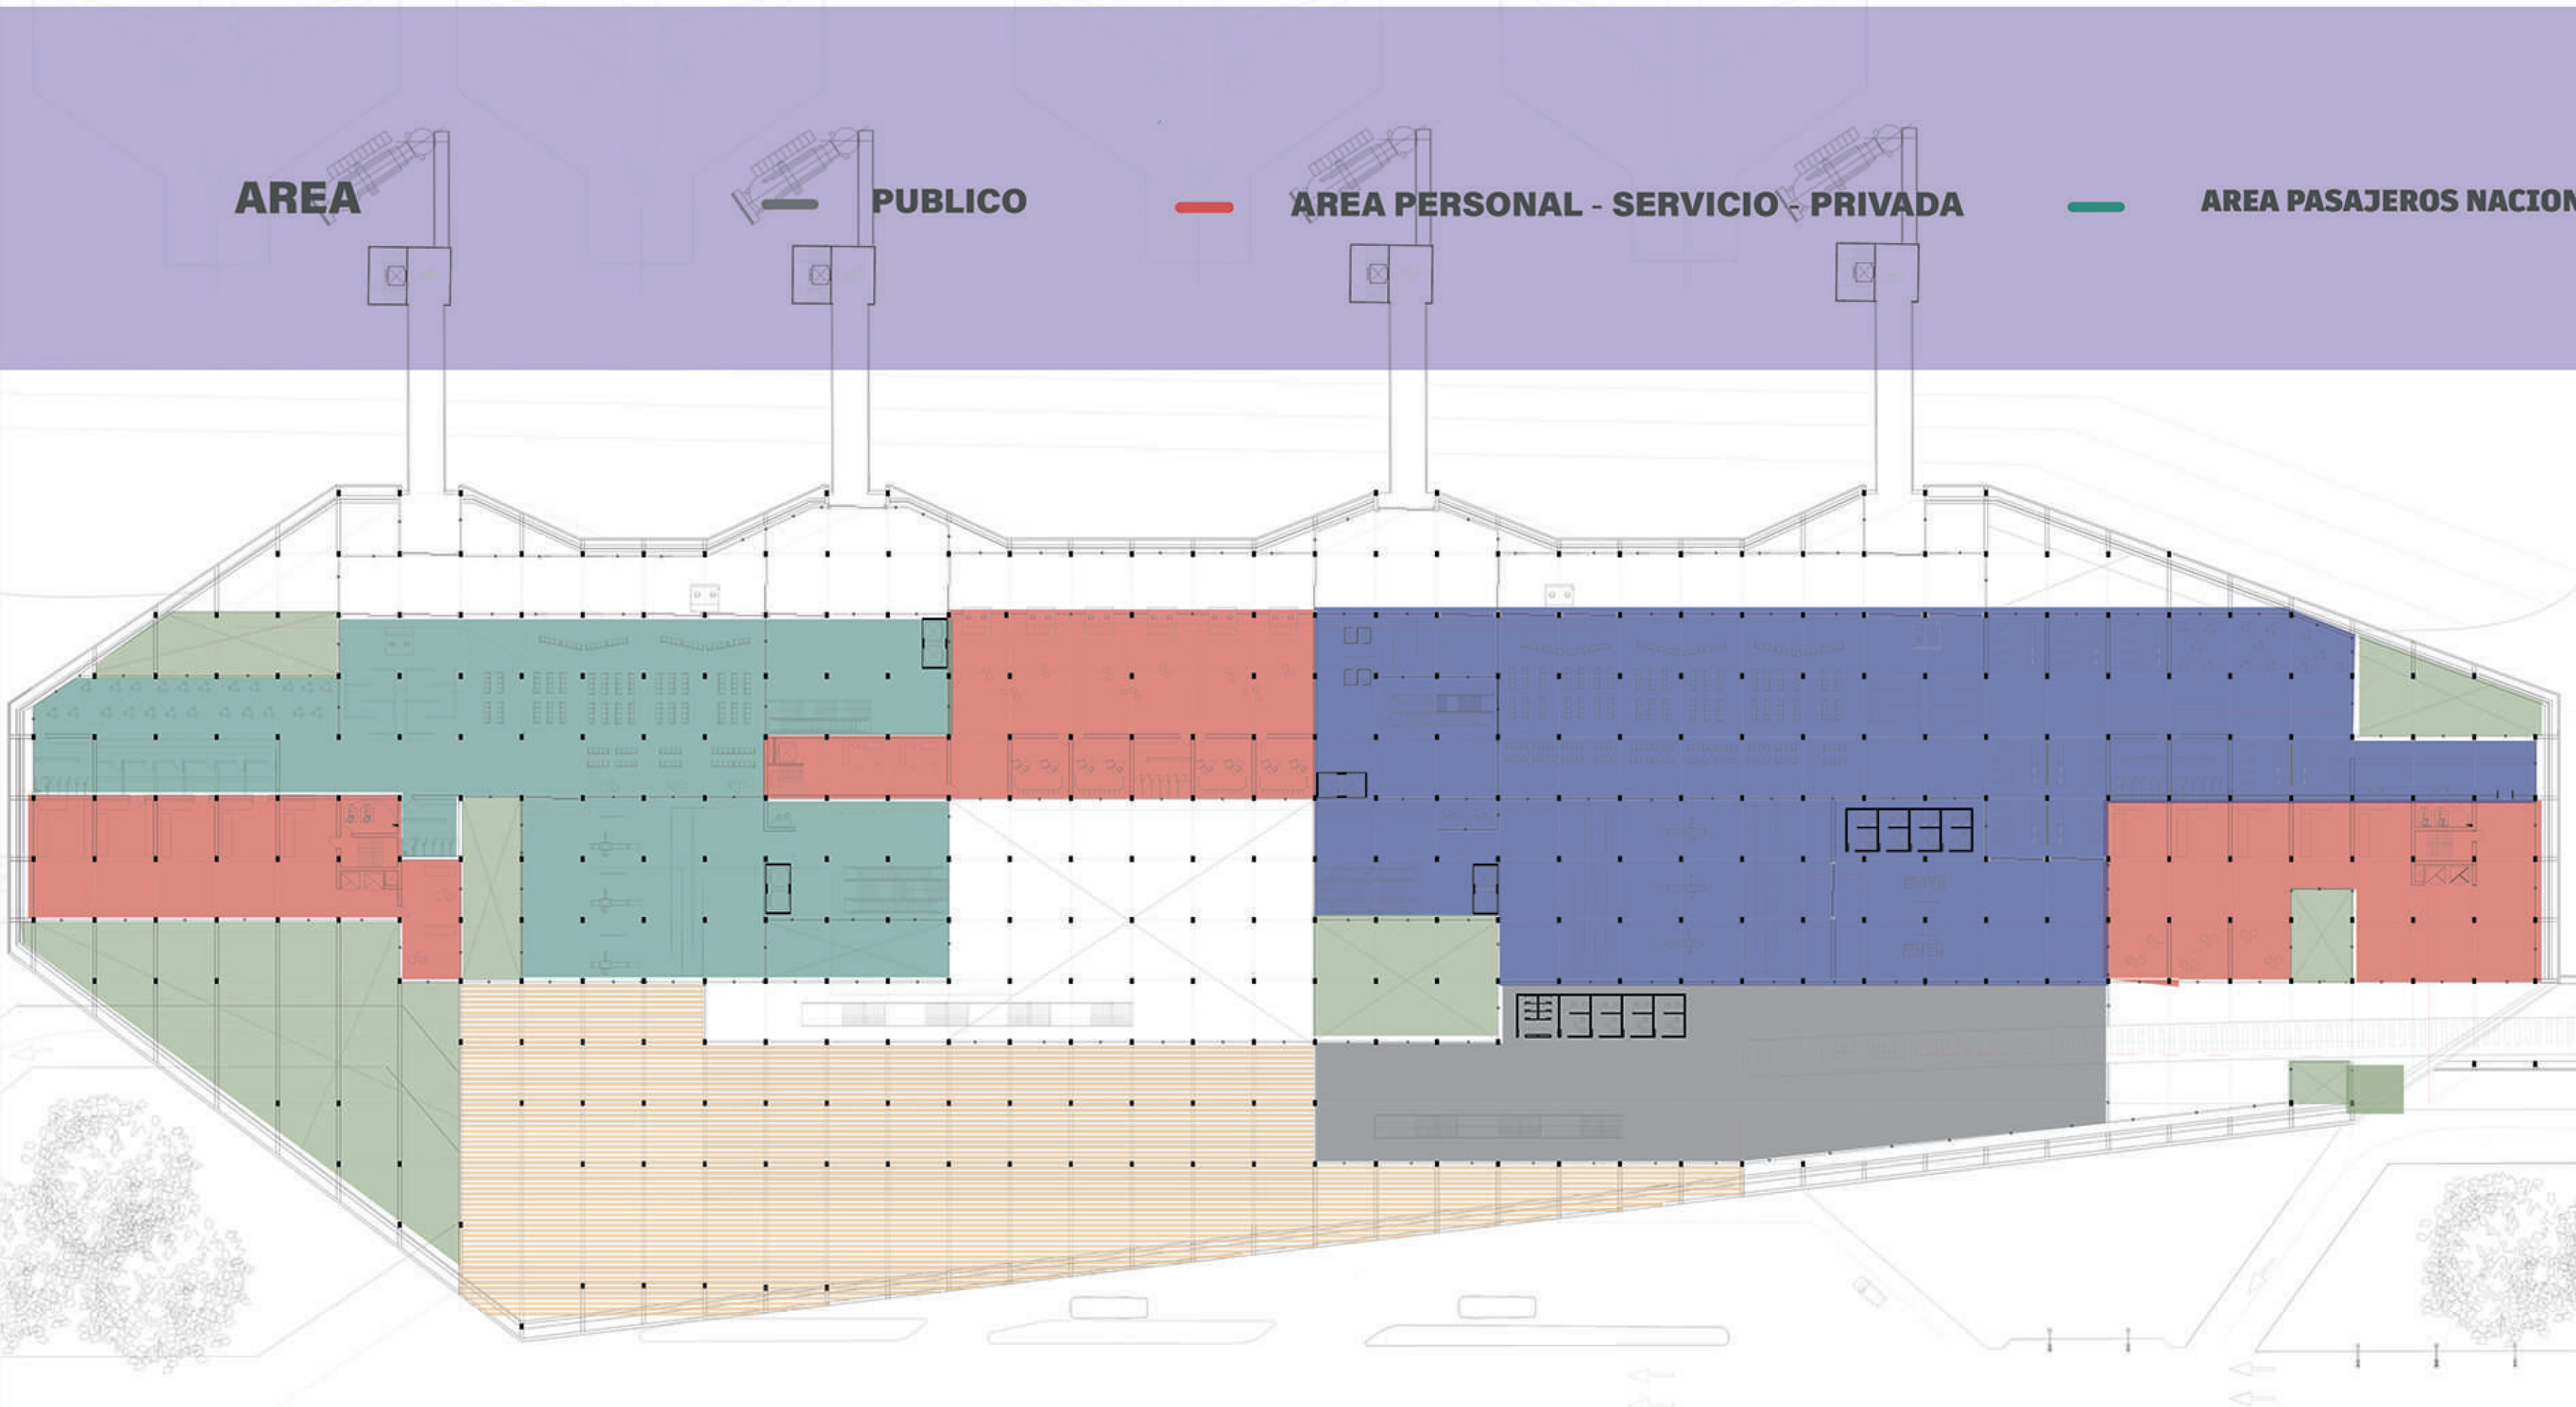 AREA
PUBLICO
AREA PERSONAL - SERVICIO - PRIVADA
AREA PASAJEROS NACION